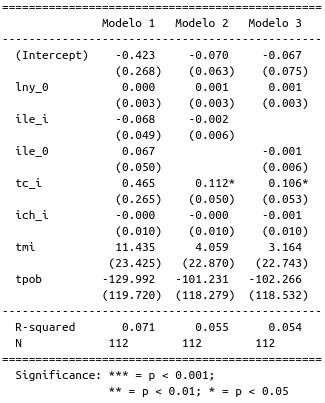 ==================================================
Modelo 1 Modelo 2 Modelo 3
--------------------------------------------------
(Intercept) -0.423 -0.070 -0.067
(0.268) (0.063) (0.075)
lny_0 0.000 0.001 0.001
(0.003) (0.003) (0.003)
ile_i -0.068 -0.002
(0.049) (0.006)
ile_0 0.067 -0.001
(0.050) (0.006)
tc_i 0.465 0.112* 0.106*
(0.265) (0.050) (0.053)
ich_i -0.000 -0.000 -0.001
(0.010) (0.010) (0.010)
tmi 11.435 4.059 3.164
(23.425) (22.870) (22.743)
tpob -129.992 -101.231 -102.266
(119.720) (118.279) (118.532)
--------------------------------------------------
R-squared 0.071 0.055 0.054
N 112 112 112
==================================================
Significance: *** = p < 0.001;
** = p < 0.01; * = p < 0.05